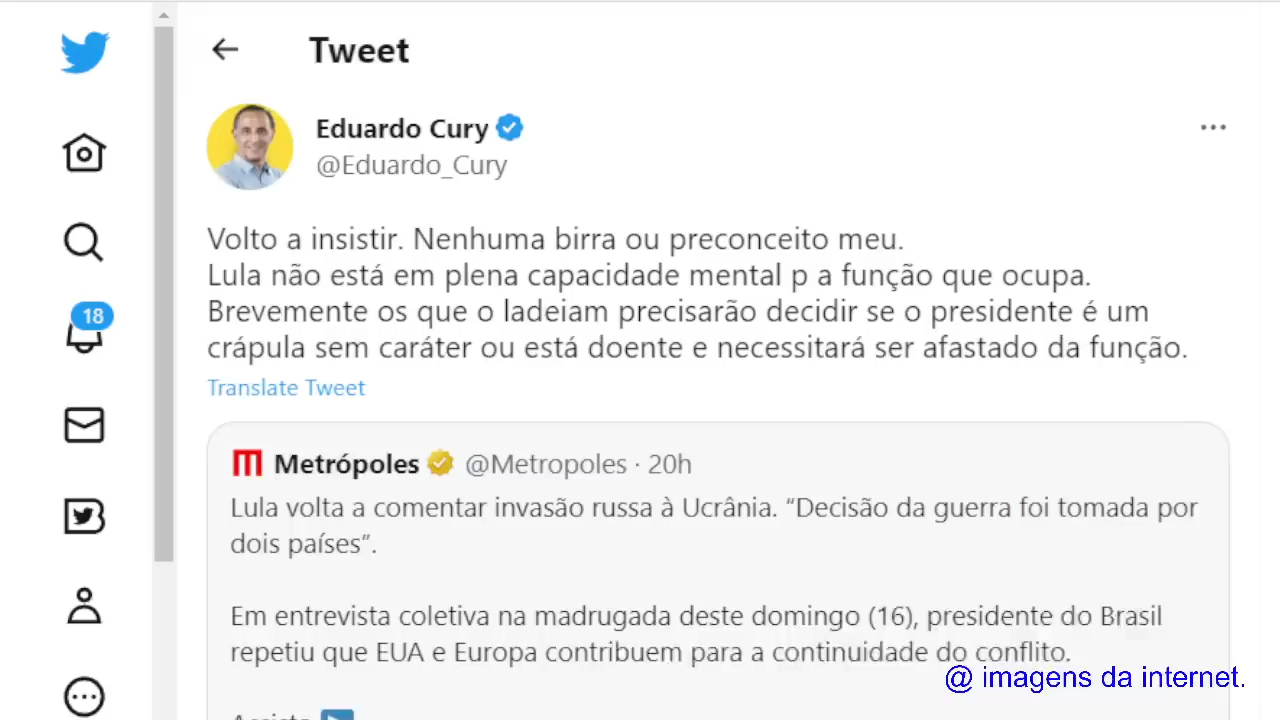 Tweet
Eduardo Cury
@Eduardo_Cury
Volto a insistir. Nenhuma birra ou preconceito meu.
Lula não está em plena capacidade mental p a função que ocupa.
18
Brevemente os que o ladeiam precisarão decidir se o presidente é um
crápula sem caráter ou está doente e necessitará ser afastado da função.
Translate Tweet
Metrópoles @Metropoles · 20h
Lula volta a comentar invasão russa à Ucrânia. “Decisão da guerra foi tomada por
dois países”.
Em entrevista coletiva na madrugada deste domingo (16), presidente do Brasil
repetiu que EUA e Europa contribuem para a continuidade do conflito.
@ imagens da internet.